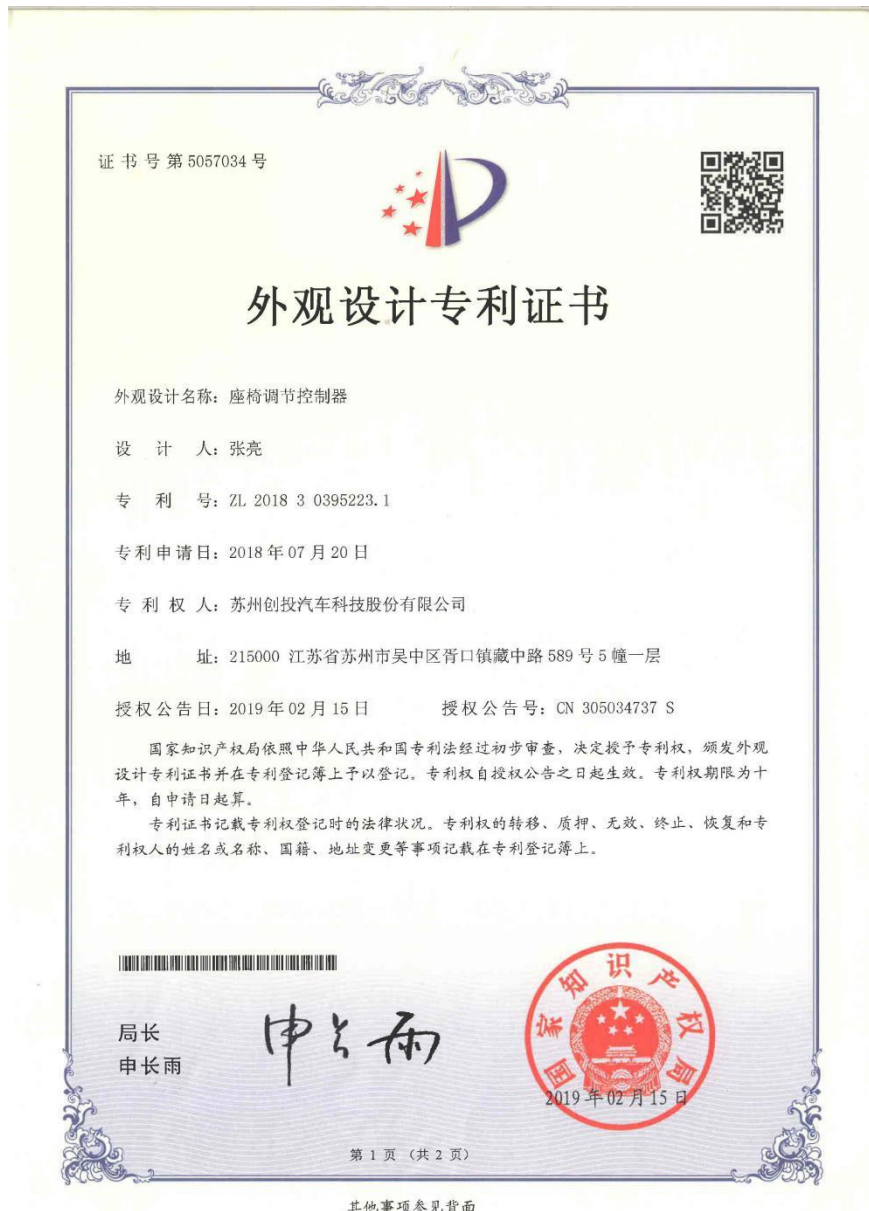 证书号第5057034号
外观设计专利证书
外观设计名称：座椅调节控制器
设计人：张亮
专利号：ZL 2018 3 0395223.1
专利申请日：2018年07月20日
专利权人：苏州创投汽车科技股份有限公司
地址：215000 江苏省苏州市吴中区胥口镇藏中路589号5幢一层
授权公告日：2019年02月15日 授权公告号：CN 305034737 S
国家知识产权局依照中华人民共和国专利法经过初步审查，决定授予专利权，颁发外观
设计专利证书并在专利登记簿上予以登记。专利权自授权公告之日起生效。专利权期限为十
年，自申请日起算。
专利证书记载专利权登记时的法律状况。专利权的转移、质押、无效、终止、恢复和专
利权人的姓名或名称、国籍、地址变更等事项记载在专利登记簿上。
局长
申长雨
申长雨
国家知识产权局
2019年02月15日
第1页（共2页）
其他事项参见背面